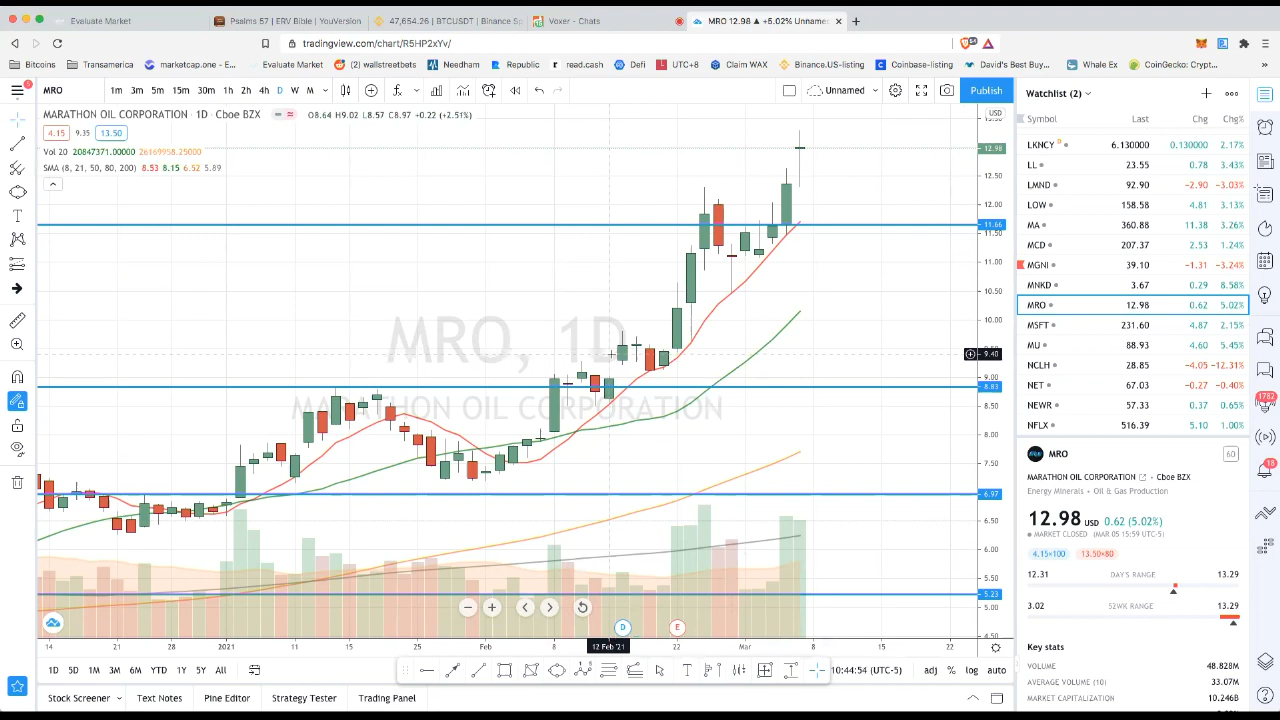 Evaluate Market
Psalms 57 | ERV Bible | YouVersion
47,654.26 | BTCUSDT | Binance Sp
Voxer - Chats
MRO 12.98 ▲ +5.02% Unnamed
tradingview.com/chart/R5HP2xYv/
Bitcoins
Transamerica
marketcap.one - E...
Evaluate Market
[] wallstreetbets
Needham
Republic
read.cash
Defi
UTC+8
Claim WAX
Binance.US-listing
Coinbase-listing
David's Best Buy...
Whale Ex
CoinGecko: Crypt...
MRO
1m 3m 5m 15m 30m 1h 2h 4h D W M
Unnamed
Publish
MARATHON OIL CORPORATION · 1D · Cboe BZX
O8.64 H9.02 L8.57 C8.97 +0.22 (+2.51%)
4.15 9.35 13.50
Vol 20 20847371.00000 26169958.25000
SMA (8, 21, 50, 80, 200) 8.53 8.15 6.52 5.89
MRO, 1D
MARATHON OIL CORPORATION
USD
12.98
12.50
12.00
11.66
11.50
11.00
10.50
10.00
9.40
9.00
8.83
8.50
8.00
7.50
6.97
6.50
6.00
5.50
5.23
5.00
4.50
D
E
14 21 28 2021 11 15 28 Feb 8 12 Feb '21 22 Mar 8 15 22
1D 5D 1M 3M 6M YTD 1Y 5Y All
10:44:54 (UTC-5)
adj % log auto
Stock Screener Text Notes Pine Editor Strategy Tester Trading Panel
Watchlist (2)
Symbol Last Chg Chg%
LKNCY D 6.130000 0.130000 2.17%
LL 23.55 0.78 3.43%
LMND 92.90 −2.90 −3.03%
LOW 158.58 4.81 3.13%
MA 360.88 11.38 3.26%
MCD 207.37 2.53 1.24%
MGNI 39.10 −1.31 −3.24%
MNKD 3.67 0.29 8.58%
MRO 12.98 0.62 5.02%
MSFT 231.60 4.87 2.15%
MU 88.93 4.60 5.45%
NCLH 28.85 −4.05 −12.31%
NET 67.03 −0.27 −0.40%
NEWR 57.33 0.37 0.65%
NFLX 516.39 5.10 1.00%
MRO
60
MARATHON OIL CORPORATION · Cboe BZX
Energy Minerals • Oil & Gas Production
12.98 USD 0.62 (5.02%)
MARKET CLOSED (MAR 05 15:59 UTC-5)
4.15×100 13.50×80
12.31 DAY'S RANGE 13.29
3.02 52WK RANGE 13.29
Key stats
VOLUME 48.828M
AVERAGE VOLUME (10) 33.07M
MARKET CAPITALIZATION 10.246B
1782
18